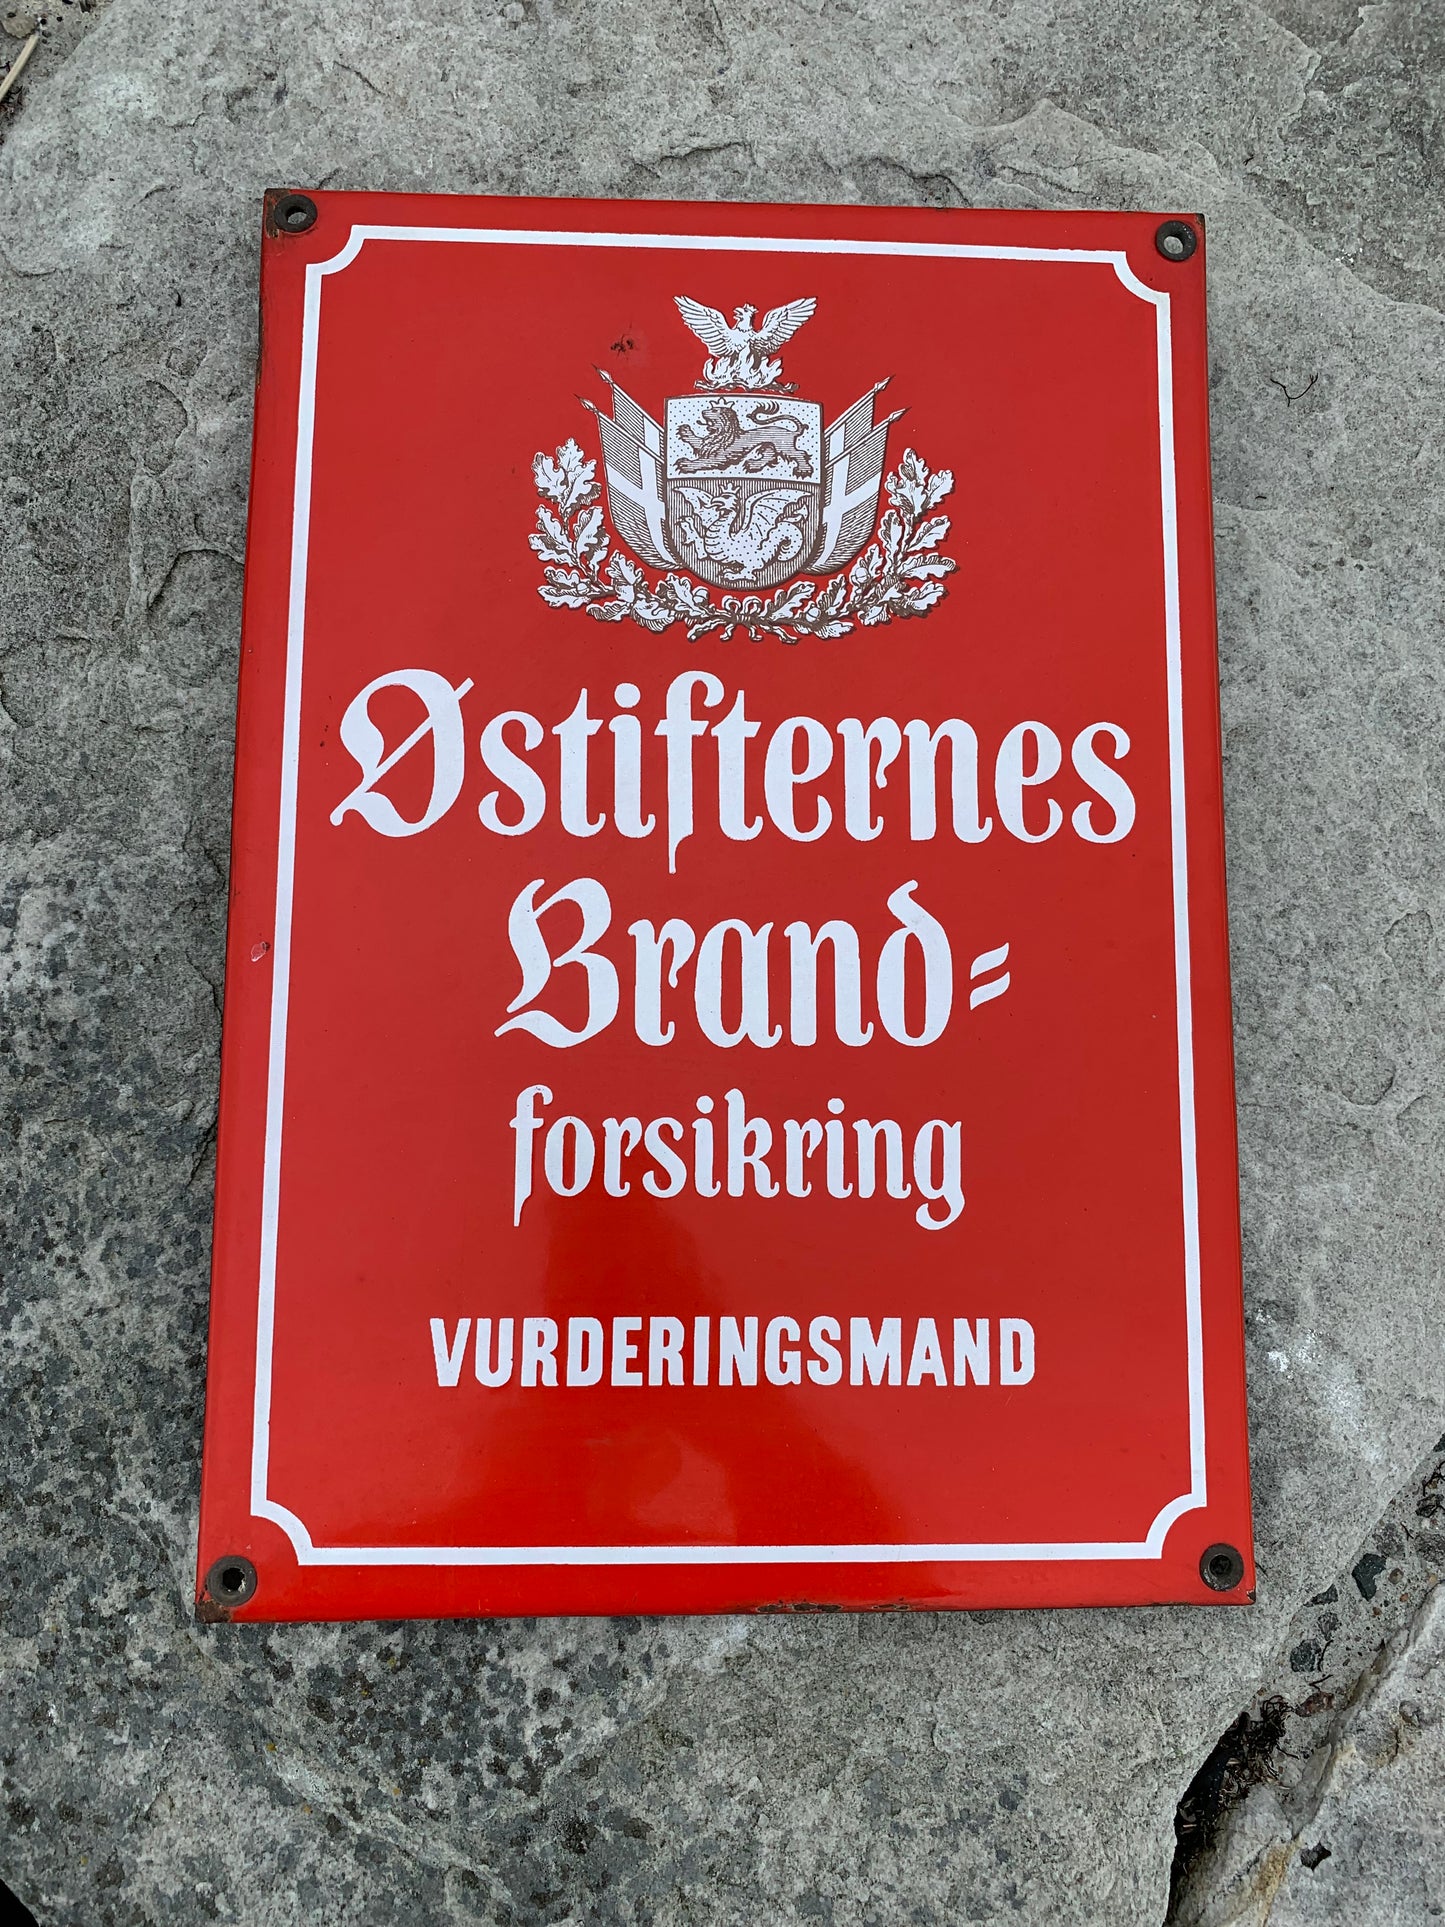 Østifternes
Brand=
forsikring
VURDERINGSMAND